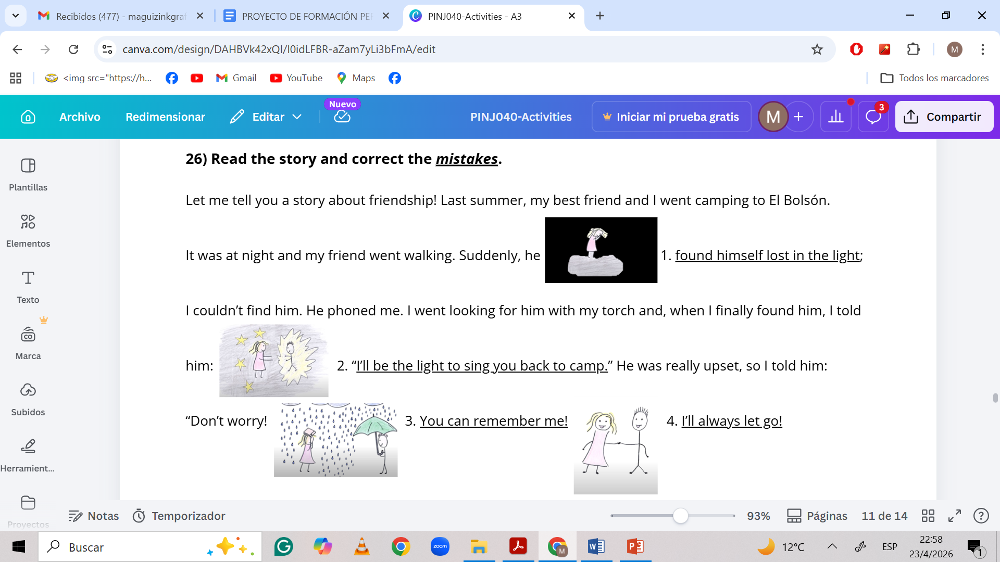 Recibidos (477) - maguizinkgraf
PROYECTO DE FORMACIÓN PER
PINJ040-Activities - A3
canva.com/design/DAHBVk42xQI/I0idLFBR-aZam7yLi3bFmA/edit
M
<img src="https://h...
Gmail
YouTube
Maps
Todos los marcadores
Archivo
Redimensionar
Editar
Nuevo
PINJ040-Activities
Iniciar mi prueba gratis
M
3
Compartir
Plantillas
Elementos
Texto
Marca
Subidos
Herramient...
Proyectos
26) Read the story and correct the mistakes.
Let me tell you a story about friendship! Last summer, my best friend and I went camping to El Bolsón.
It was at night and my friend went walking. Suddenly, he 1. found himself lost in the light;
I couldn’t find him. He phoned me. I went looking for him with my torch and, when I finally found him, I told
him: 2. “I’ll be the light to sing you back to camp.” He was really upset, so I told him:
“Don’t worry! 3. You can remember me! 4. I’ll always let go!
Notas
Temporizador
93%
Páginas
11 de 14
Buscar
zoom
M
12°C
ESP
22:58
23/4/2026
1